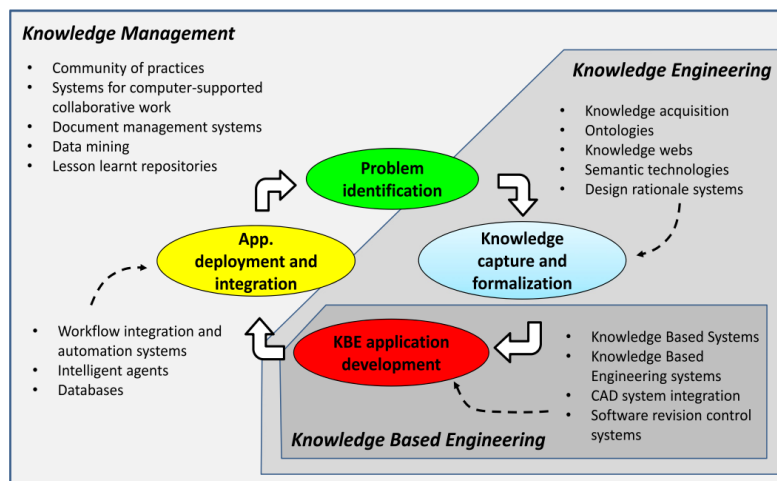 Knowledge Management
• Community of practices
• Systems for computer-supported
collaborative work
• Document management systems
• Data mining
• Lesson learnt repositories
Knowledge Engineering
• Knowledge acquisition
• Ontologies
• Knowledge webs
• Semantic technologies
• Design rationale systems
Problem
identification
App.
deployment and
integration
Knowledge
capture and
formalization
• Workflow integration and
automation systems
• Intelligent agents
• Databases
KBE application
development
• Knowledge Based Systems
• Knowledge Based
Engineering systems
• CAD system integration
• Software revision control
systems
Knowledge Based Engineering